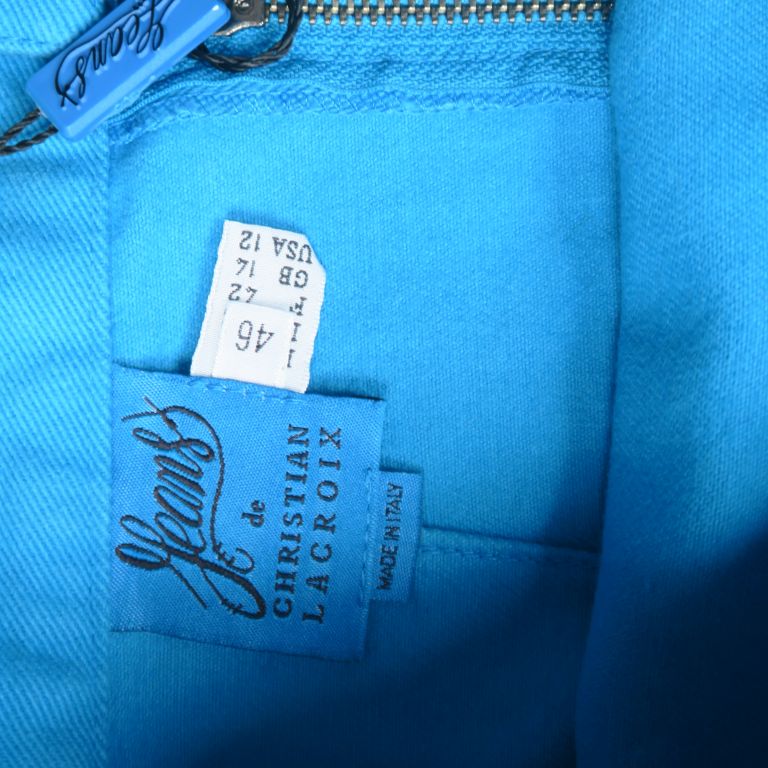 Jeans
USA 12
GB 14
F 42
I 46
Jeans
de
CHRISTIAN
LACROIX
MADE IN ITALY